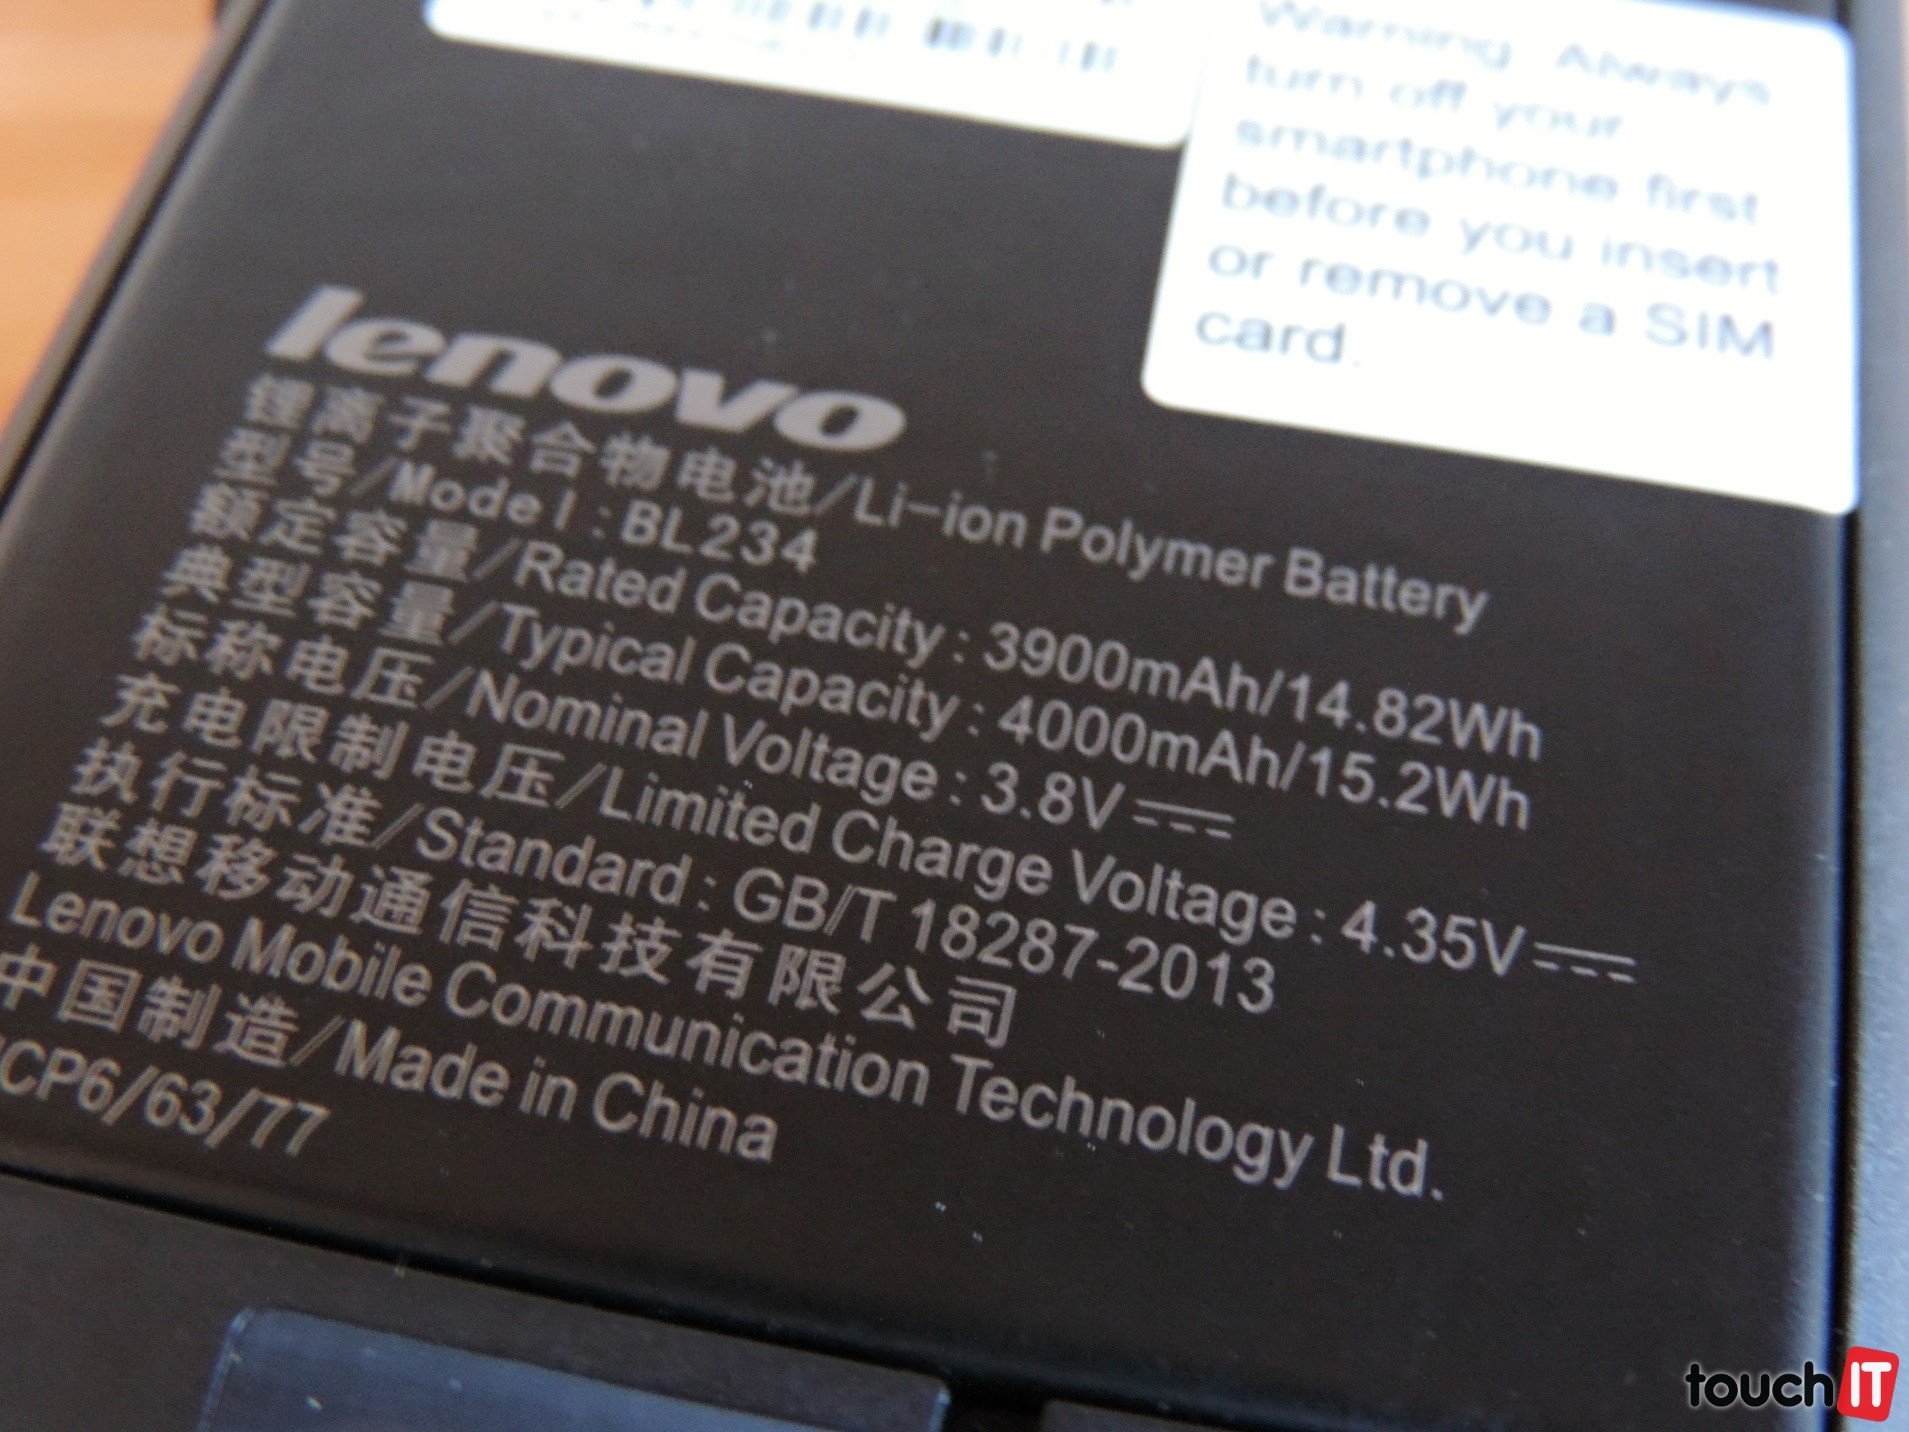 Warning. Always
turn off your
smartphone first
before you insert
or remove a SIM
card.
lenovo
锂离子聚合物电池/Li-ion Polymer Battery
型号/Model:BL234
额定容量/Rated Capacity: 3900mAh/14.82Wh
典型容量/Typical Capacity: 4000mAh/15.2Wh
标称电压/Nominal Voltage: 3.8V
充电限制电压/Limited Charge Voltage: 4.35V
执行标准/Standard: GB/T 18287-2013
联想移动通信科技有限公司
Lenovo Mobile Communication Technology Ltd.
中国制造/Made in China
ICP6/63/77
touchIT